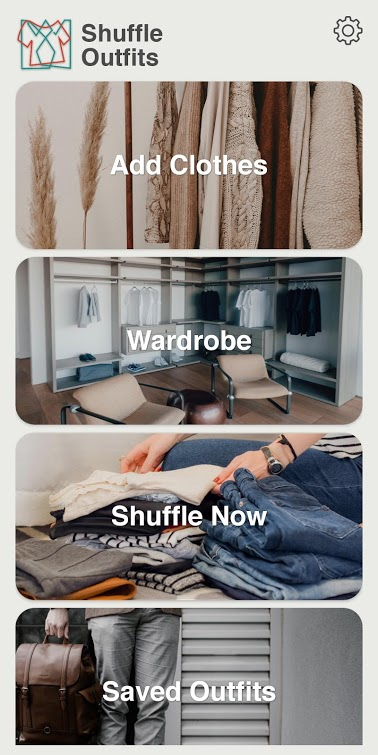 Shuffle
Outfits
Add Clothes
Wardrobe
Shuffle Now
Saved Outfits